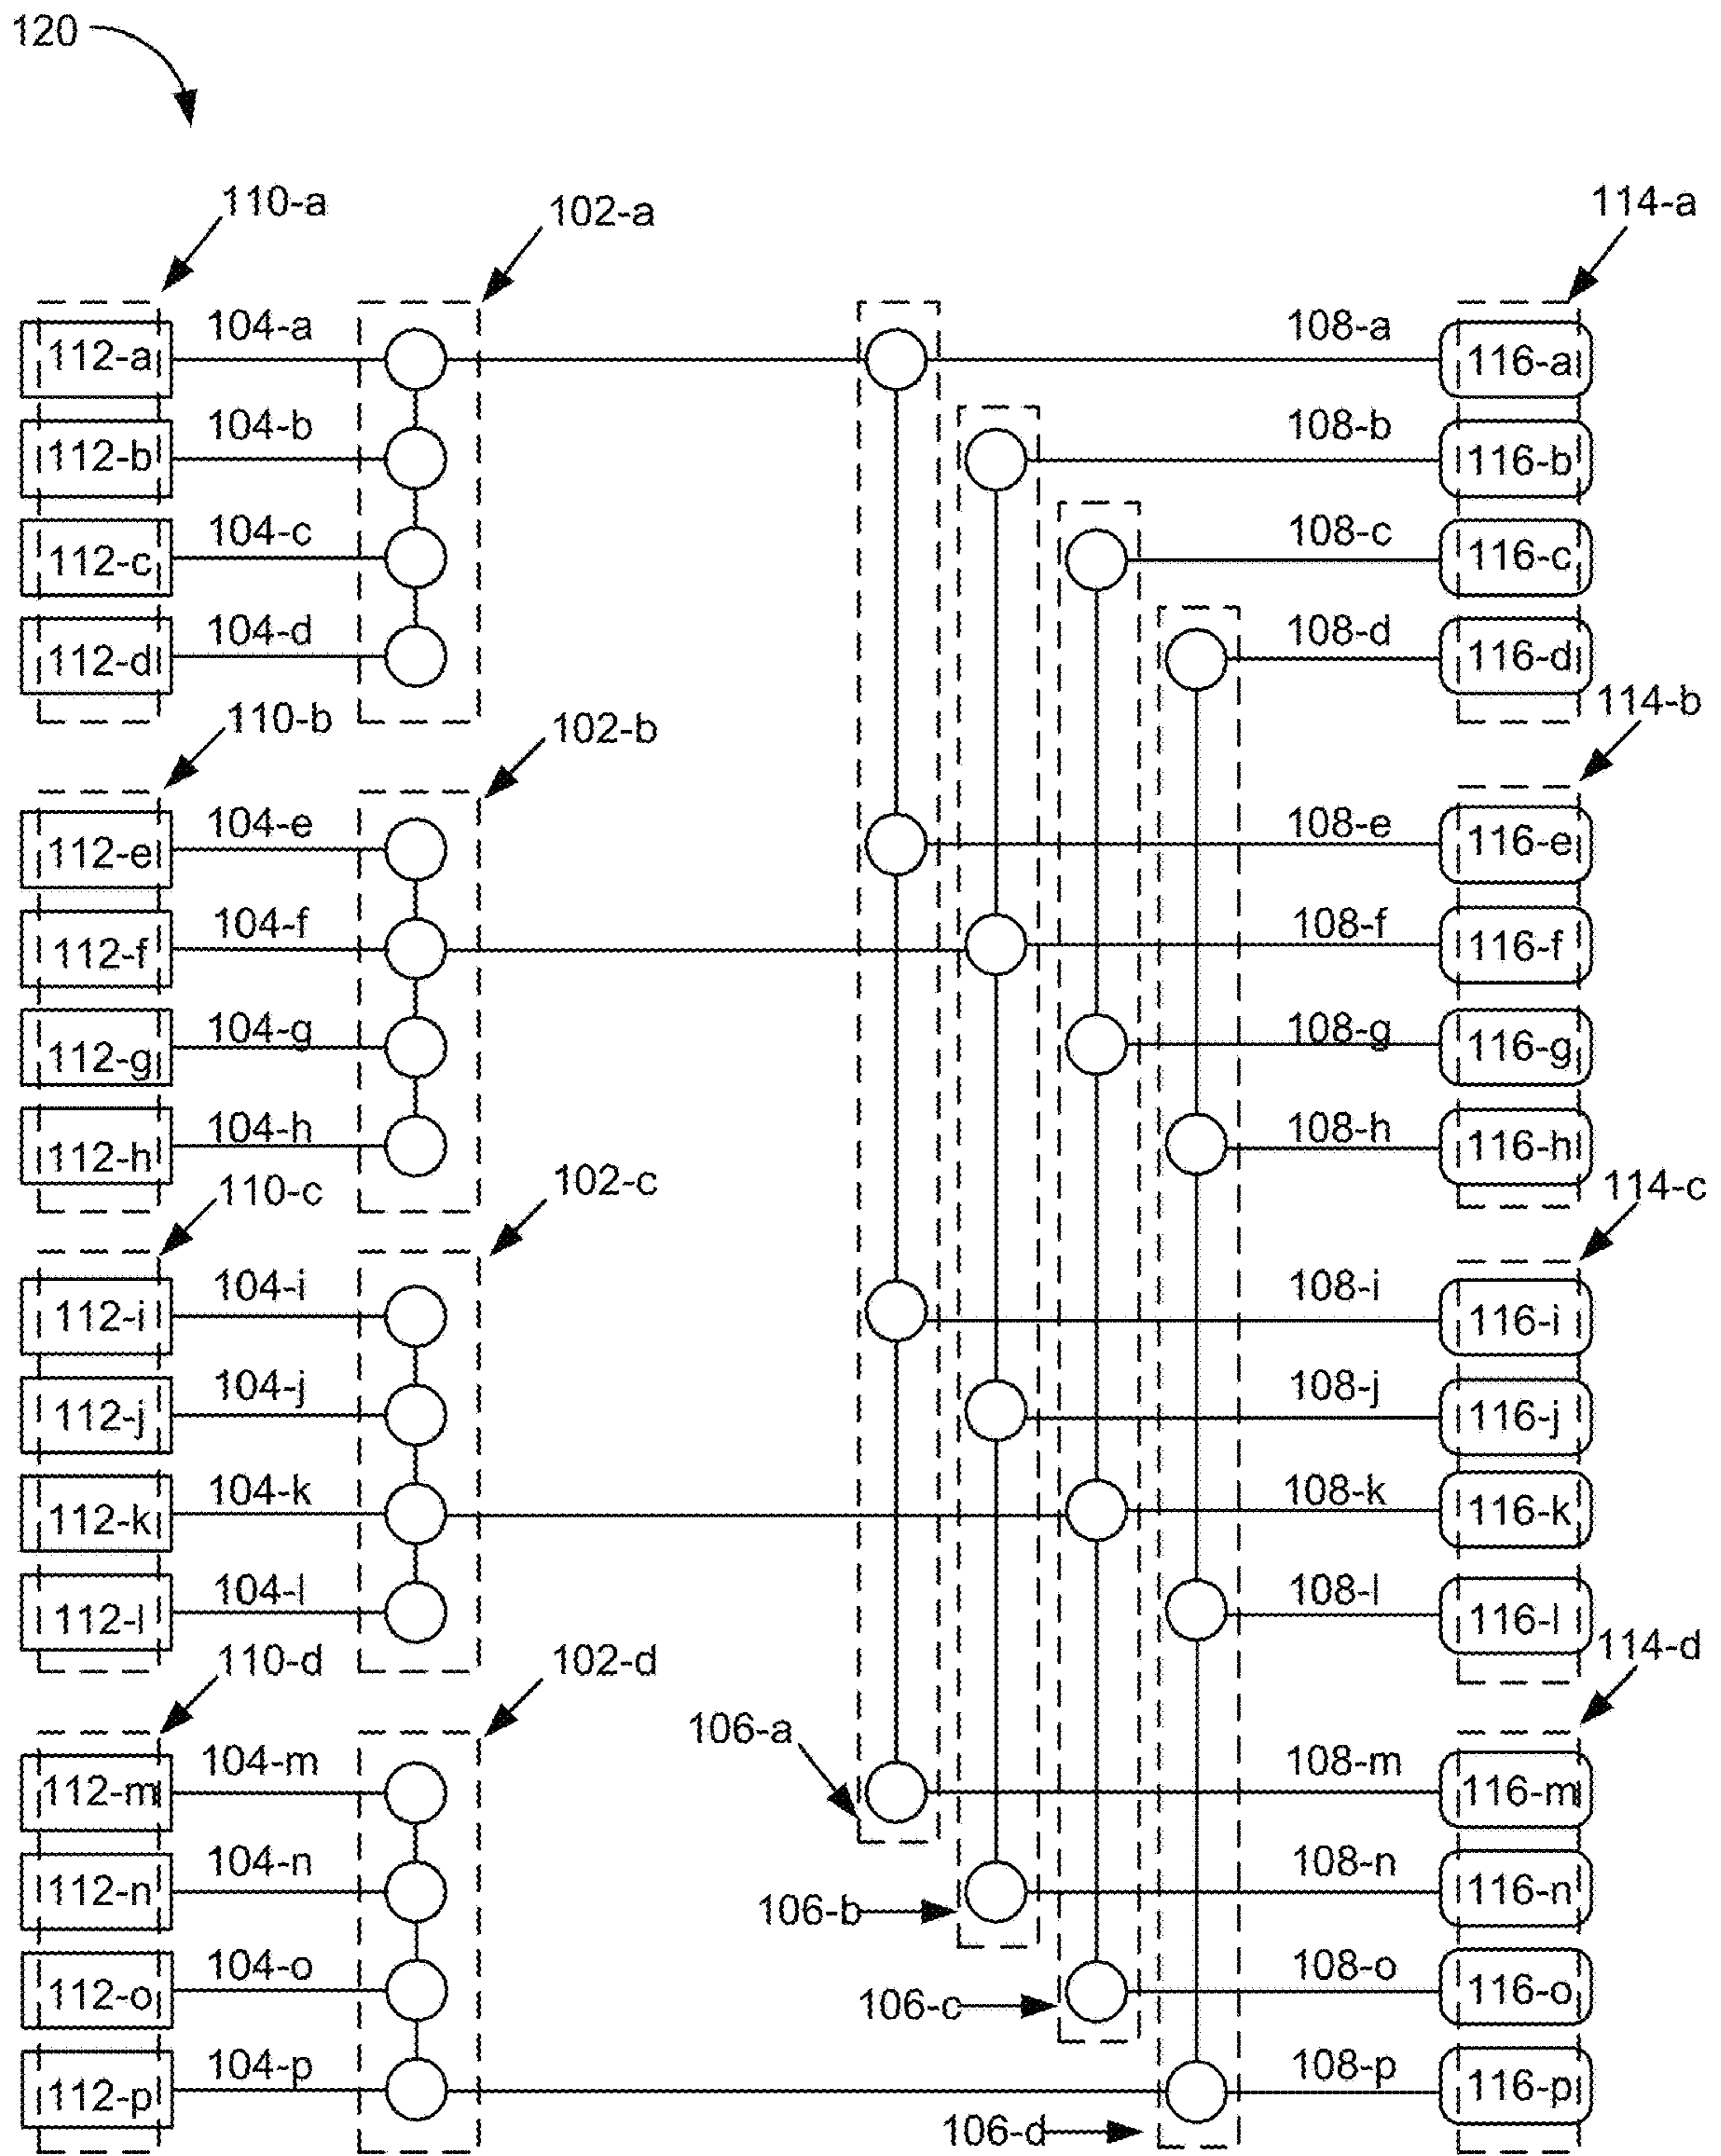 120
110-a 102-a 114-a
112-a 104-a 108-a 116-a
112-b 104-b 108-b 116-b
112-c 104-c 108-c 116-c
112-d 104-d 108-d 116-d
110-b 102-b 114-b
112-e 104-e 108-e 116-e
112-f 104-f 108-f 116-f
112-g 104-g 108-g 116-g
112-h 104-h 108-h 116-h
110-c 102-c 114-c
112-i 104-i 108-i 116-i
112-j 104-j 108-j 116-j
112-k 104-k 108-k 116-k
112-l 104-l 108-l 116-l
110-d 102-d 114-d
106-a
112-m 104-m 108-m 116-m
112-n 104-n 108-n 116-n
106-b
112-o 104-o 108-o 116-o
106-c
112-p 104-p 108-p 116-p
106-d